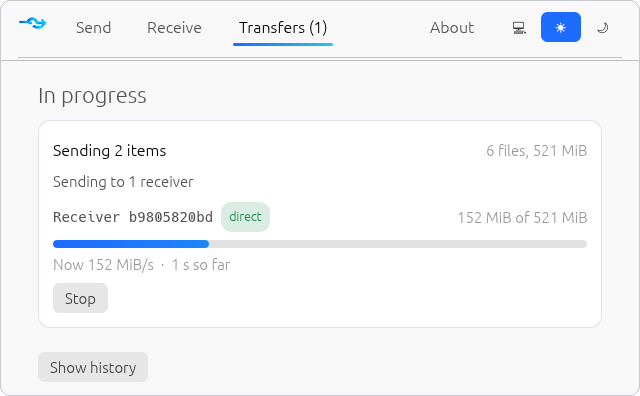 Send Receive Transfers (1) About
In progress
Sending 2 items 6 files, 521 MiB
Sending to 1 receiver
Receiver b9805820bd direct 152 MiB of 521 MiB
Now 152 MiB/s · 1 s so far
Stop
Show history